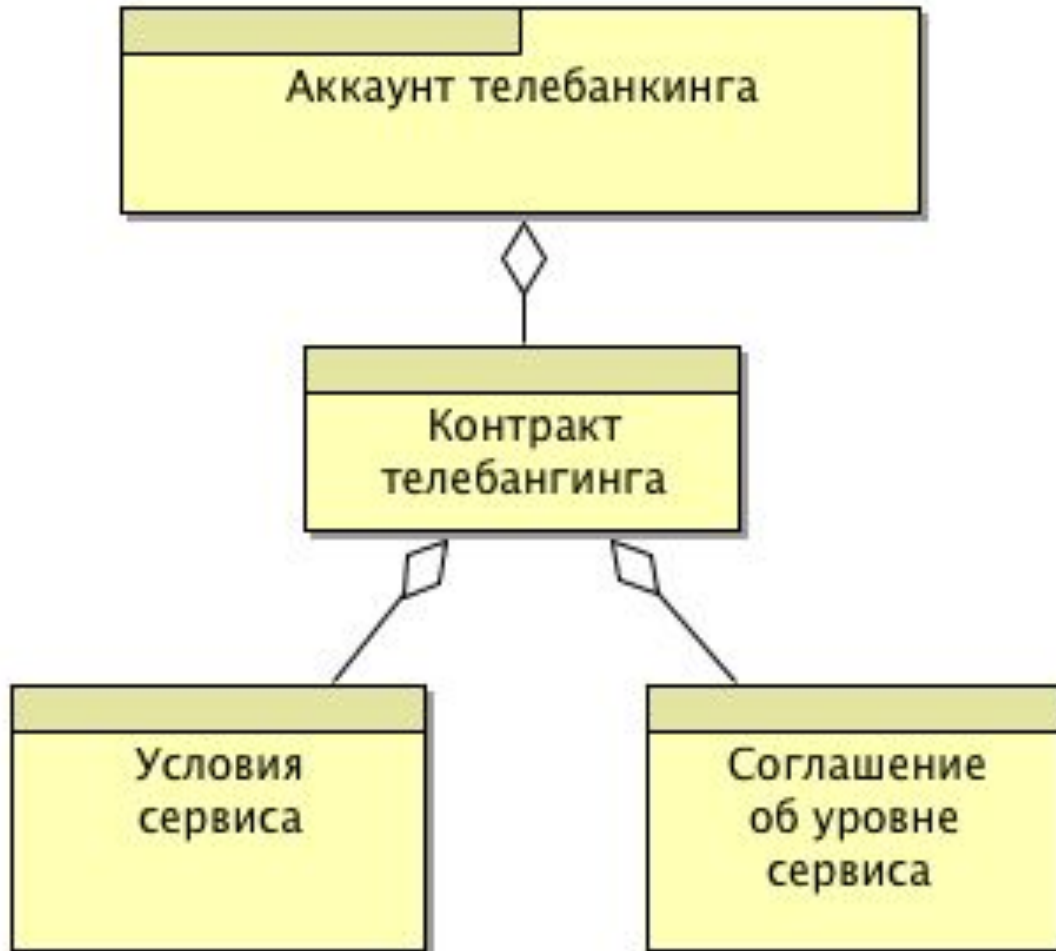 Аккаунт телебанкинга
Контракт
телебангинга
Условия
сервиса
Соглашение
об уровне
сервиса